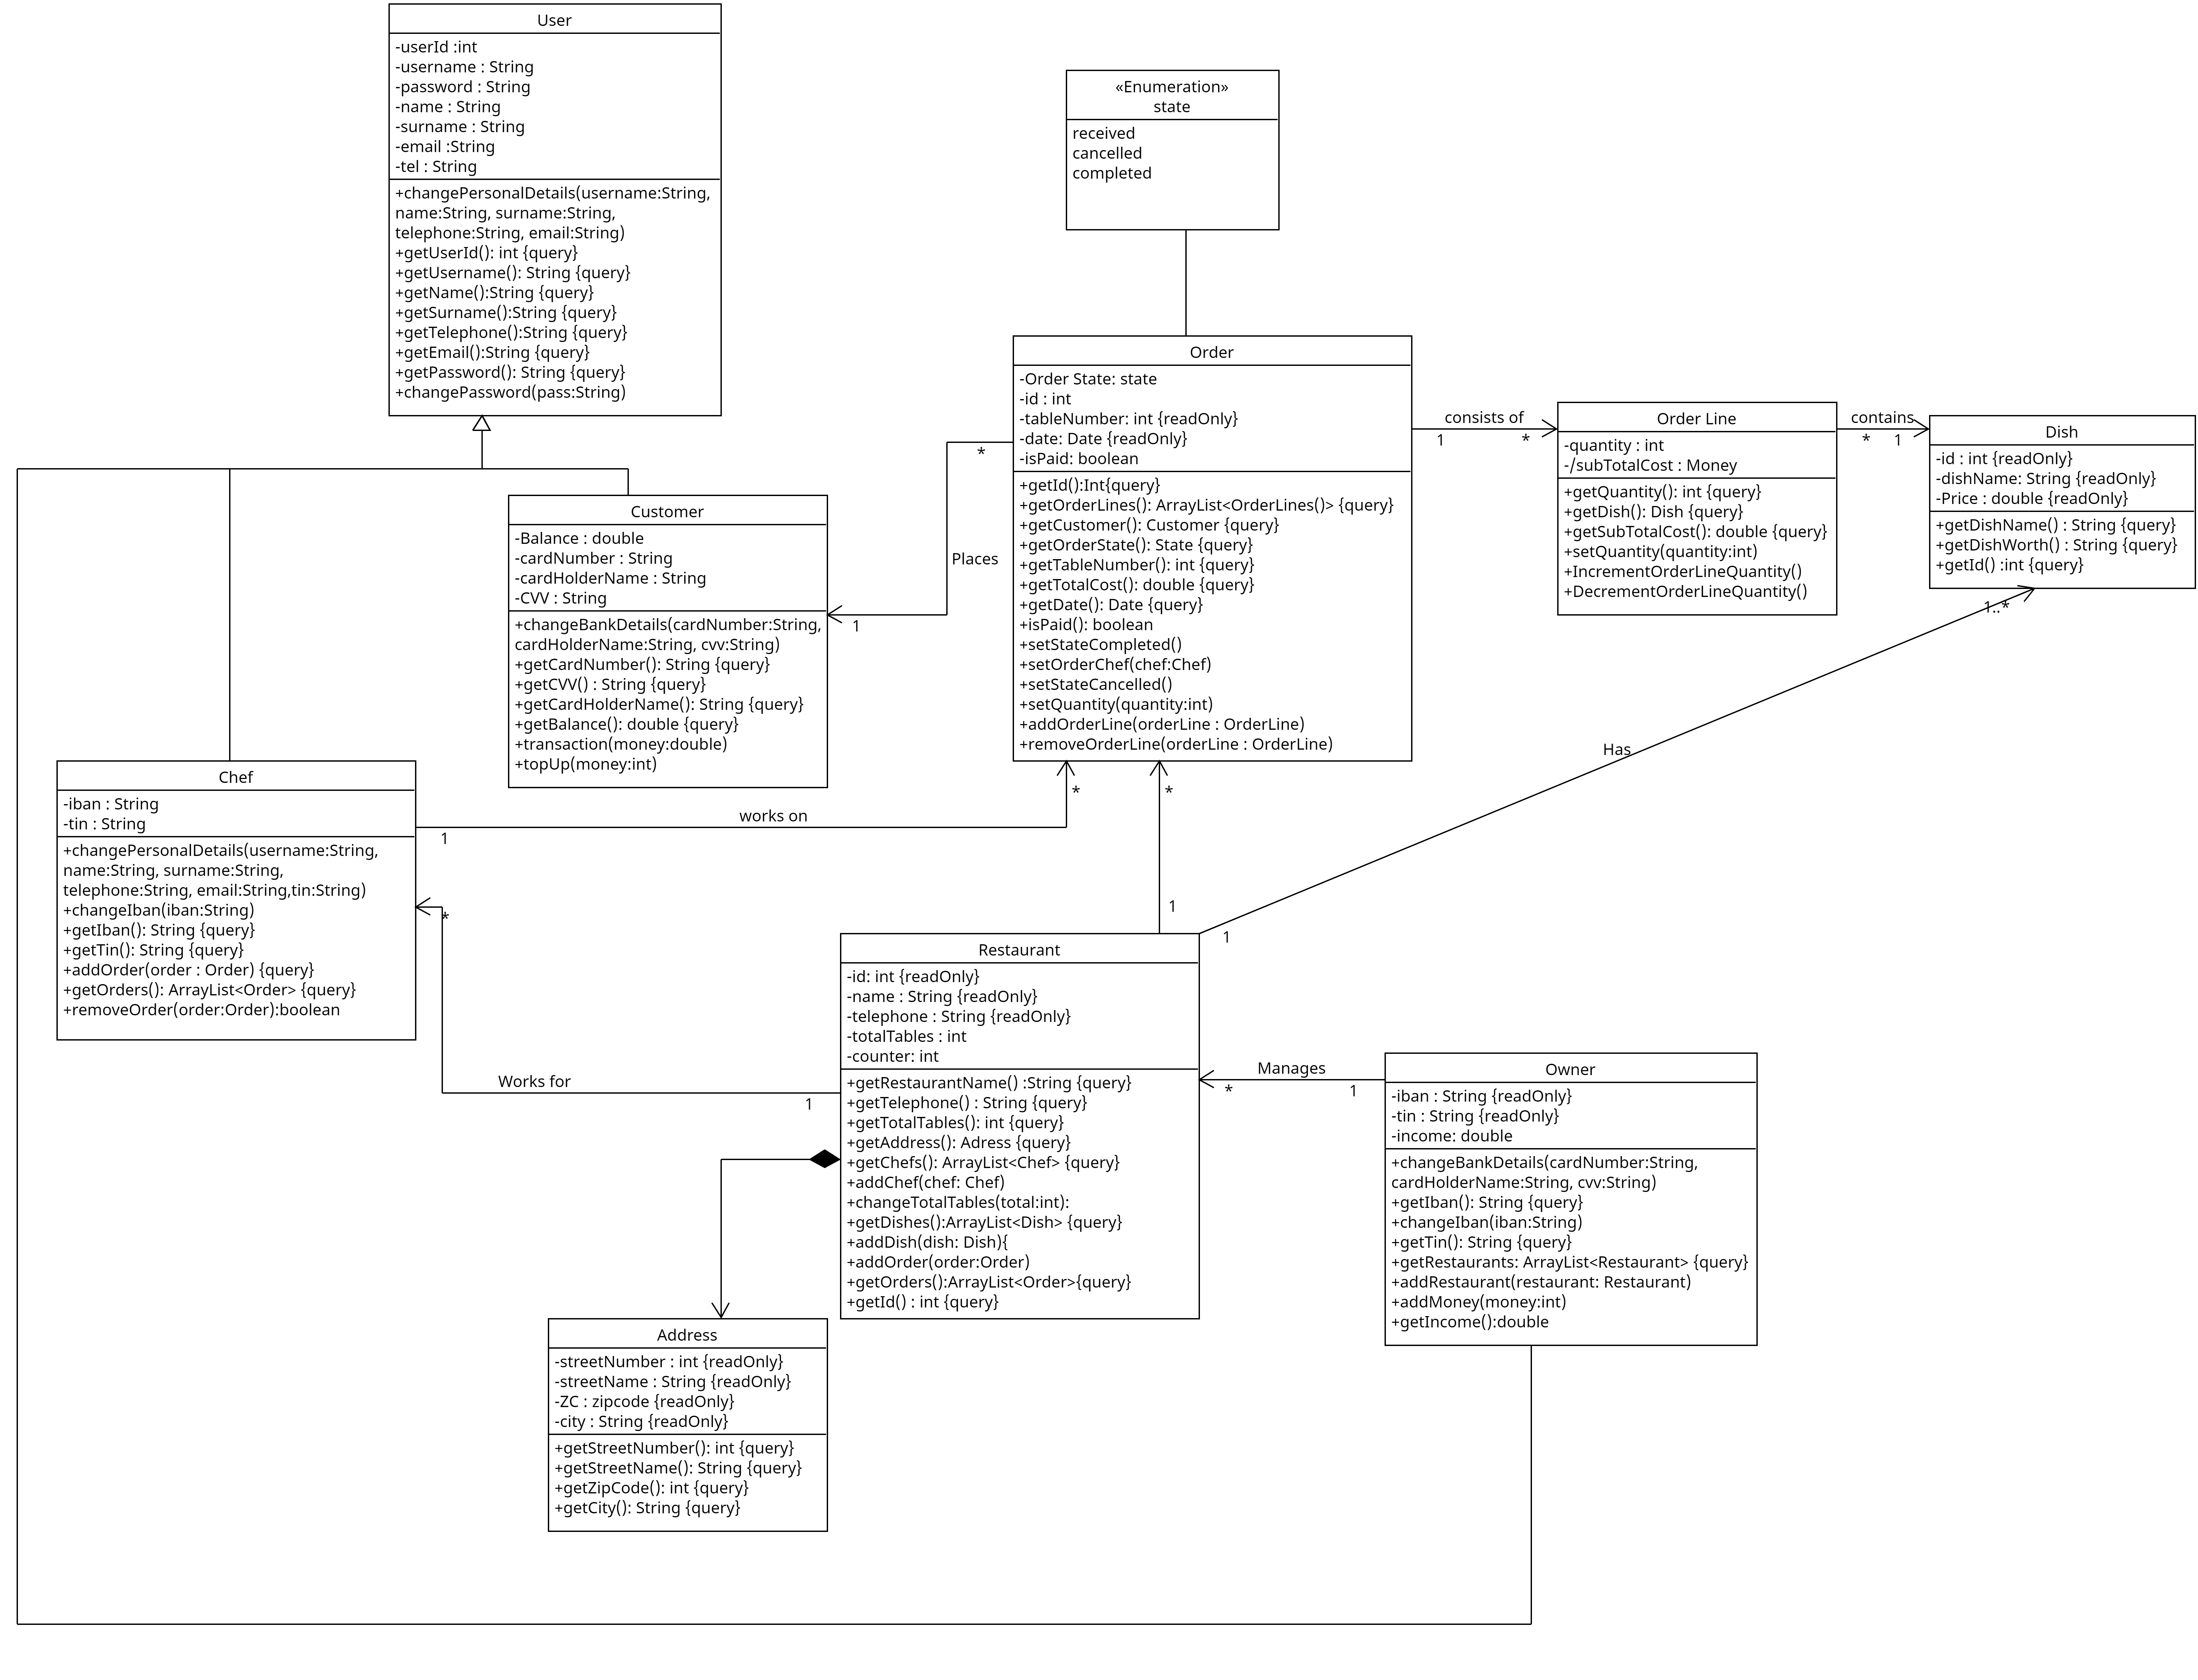 User
-userId :int
-username : String
-password : String
-name : String
-surname : String
-email :String
-tel : String
+changePersonalDetails(username:String,
name:String, surname:String,
telephone:String, email:String)
+getUserId(): int {query}
+getUsername(): String {query}
+getName():String {query}
+getSurname():String {query}
+getTelephone():String {query}
+getEmail():String {query}
+getPassword(): String {query}
+changePassword(pass:String)
«Enumeration»
state
received
cancelled
completed
Order
-Order State: state
-id : int
-tableNumber: int {readOnly}
-date: Date {readOnly}
-isPaid: boolean
+getId():Int{query}
+getOrderLines(): ArrayList<OrderLines()> {query}
+getCustomer(): Customer {query}
+getOrderState(): State {query}
+getTableNumber(): int {query}
+getTotalCost(): double {query}
+getDate(): Date {query}
+isPaid(): boolean
+setStateCompleted()
+setOrderChef(chef:Chef)
+setStateCancelled()
+setQuantity(quantity:int)
+addOrderLine(orderLine : OrderLine)
+removeOrderLine(orderLine : OrderLine)
consists of
1 *
Order Line
-quantity : int
-/subTotalCost : Money
+getQuantity(): int {query}
+getDish(): Dish {query}
+getSubTotalCost(): double {query}
+setQuantity(quantity:int)
+IncrementOrderLineQuantity()
+DecrementOrderLineQuantity()
contains
* 1
Dish
-id : int {readOnly}
-dishName: String {readOnly}
-Price : double {readOnly}
+getDishName() : String {query}
+getDishWorth() : String {query}
+getId() :int {query}
1..*
Has
1
*
Places
1
Customer
-Balance : double
-cardNumber : String
-cardHolderName : String
-CVV : String
+changeBankDetails(cardNumber:String,
cardHolderName:String, cvv:String)
+getCardNumber(): String {query}
+getCVV() : String {query}
+getCardHolderName(): String {query}
+getBalance(): double {query}
+transaction(money:double)
+topUp(money:int)
Chef
-iban : String
-tin : String
+changePersonalDetails(username:String,
name:String, surname:String,
telephone:String, email:String,tin:String)
+changeIban(iban:String)
+getIban(): String {query}
+getTin(): String {query}
+addOrder(order : Order) {query}
+getOrders(): ArrayList<Order> {query}
+removeOrder(order:Order):boolean
works on
1
*
*
1
*
Works for
1
Restaurant
-id: int {readOnly}
-name : String {readOnly}
-telephone : String {readOnly}
-totalTables : int
-counter: int
+getRestaurantName() :String {query}
+getTelephone() : String {query}
+getTotalTables(): int {query}
+getAddress(): Adress {query}
+getChefs(): ArrayList<Chef> {query}
+addChef(chef: Chef)
+changeTotalTables(total:int):
+getDishes():ArrayList<Dish> {query}
+addDish(dish: Dish){
+addOrder(order:Order)
+getOrders():ArrayList<Order>{query}
+getId() : int {query}
Manages
* 1
Owner
-iban : String {readOnly}
-tin : String {readOnly}
-income: double
+changeBankDetails(cardNumber:String,
cardHolderName:String, cvv:String)
+getIban(): String {query}
+changeIban(iban:String)
+getTin(): String {query}
+getRestaurants: ArrayList<Restaurant> {query}
+addRestaurant(restaurant: Restaurant)
+addMoney(money:int)
+getIncome():double
Address
-streetNumber : int {readOnly}
-streetName : String {readOnly}
-ZC : zipcode {readOnly}
-city : String {readOnly}
+getStreetNumber(): int {query}
+getStreetName(): String {query}
+getZipCode(): int {query}
+getCity(): String {query}